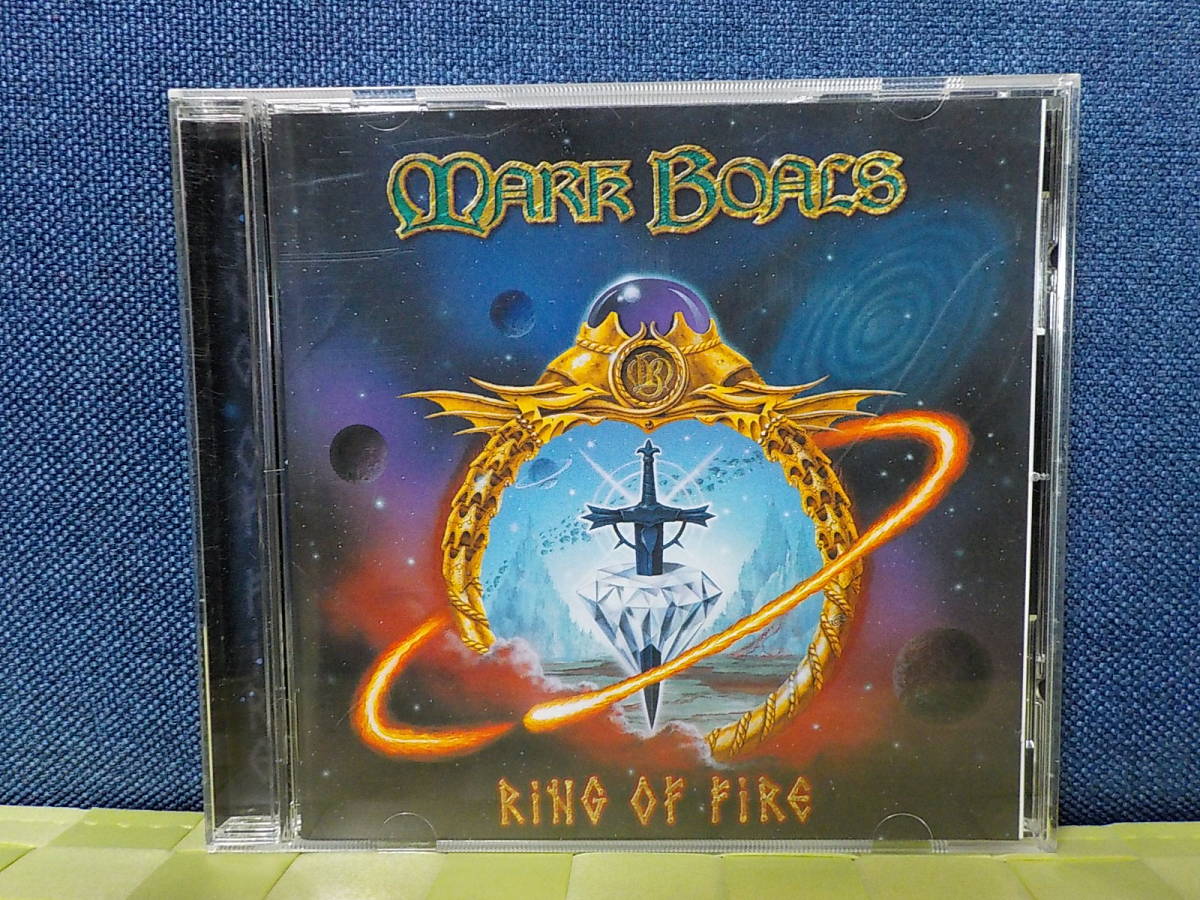 MARK BOALS
RiNG OF FiRE